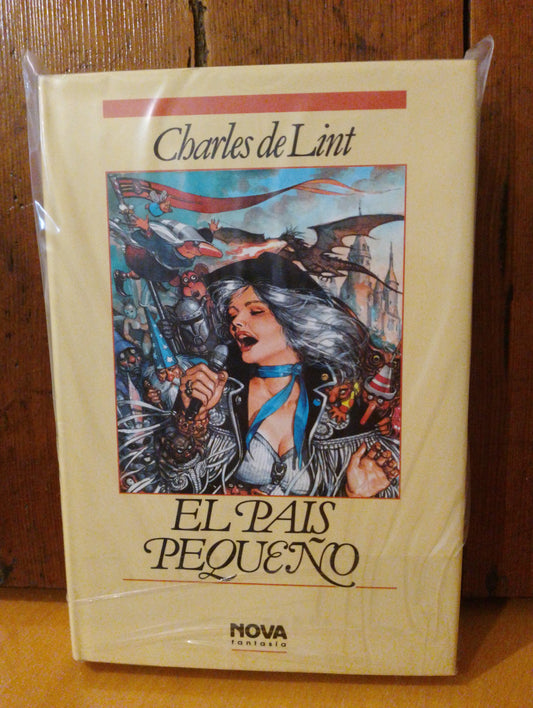 Charles de Lint
EL PAIS
PEQUEÑO
NOVA
fantasía